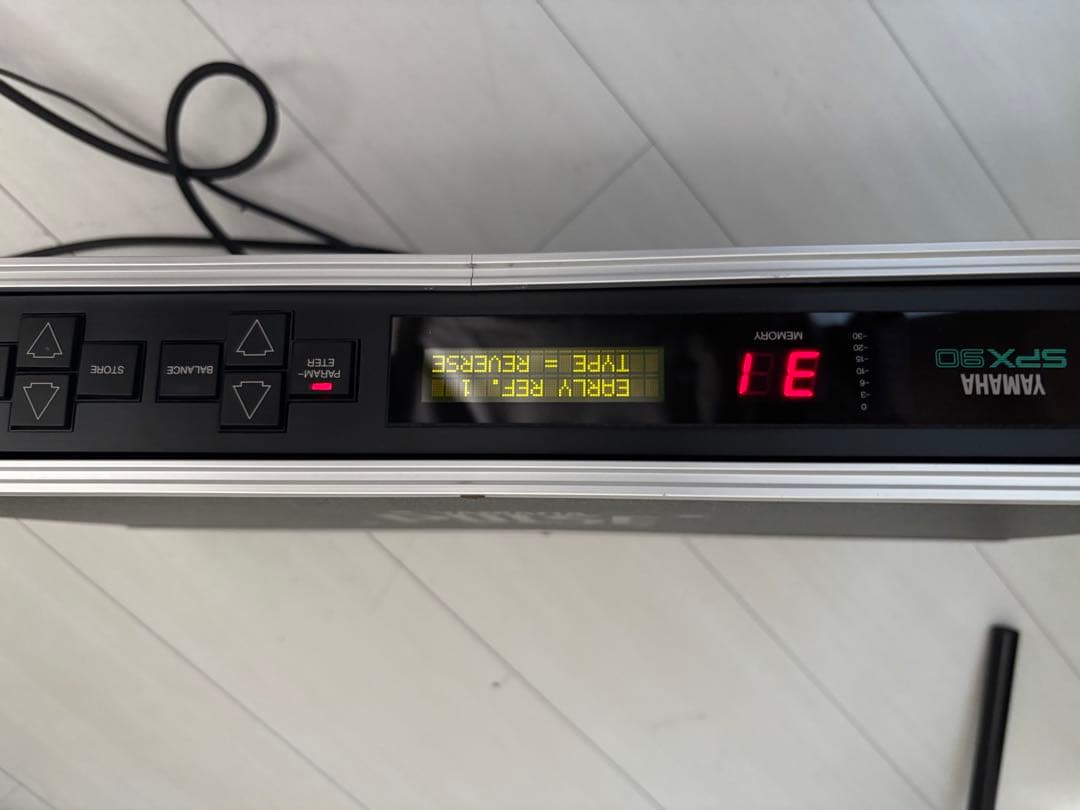 YAMAHA
SPX90
0
-3
-6
-10
-15
-20
-30
31
MEMORY
EARLY REF. 1
TYPE = REVERSE
PARAM-
ETER
BALANCE
STORE